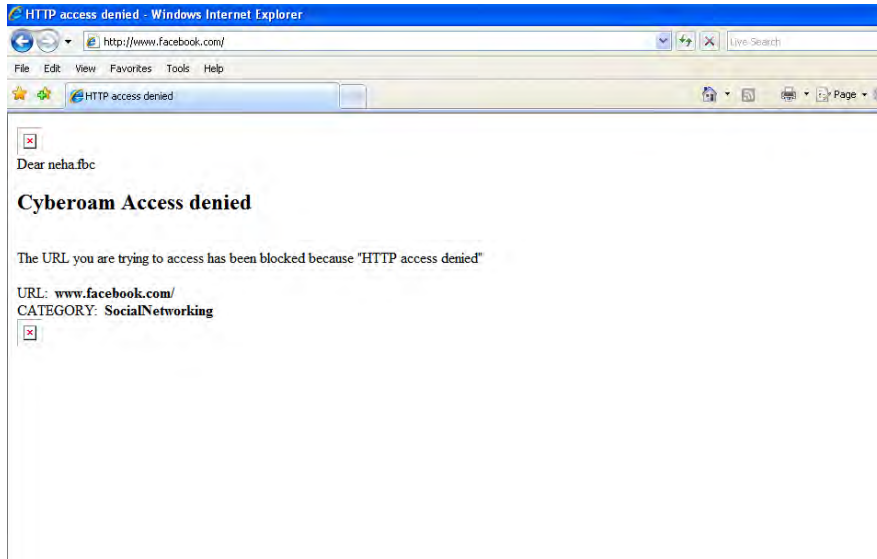 HTTP access denied - Windows Internet Explorer
http://www.facebook.com/
Live Search
File Edit View Favorites Tools Help
HTTP access denied
Page
Dear neha.fbc
Cyberoam Access denied
The URL you are trying to access has been blocked because "HTTP access denied"
URL: www.facebook.com/
CATEGORY: SocialNetworking